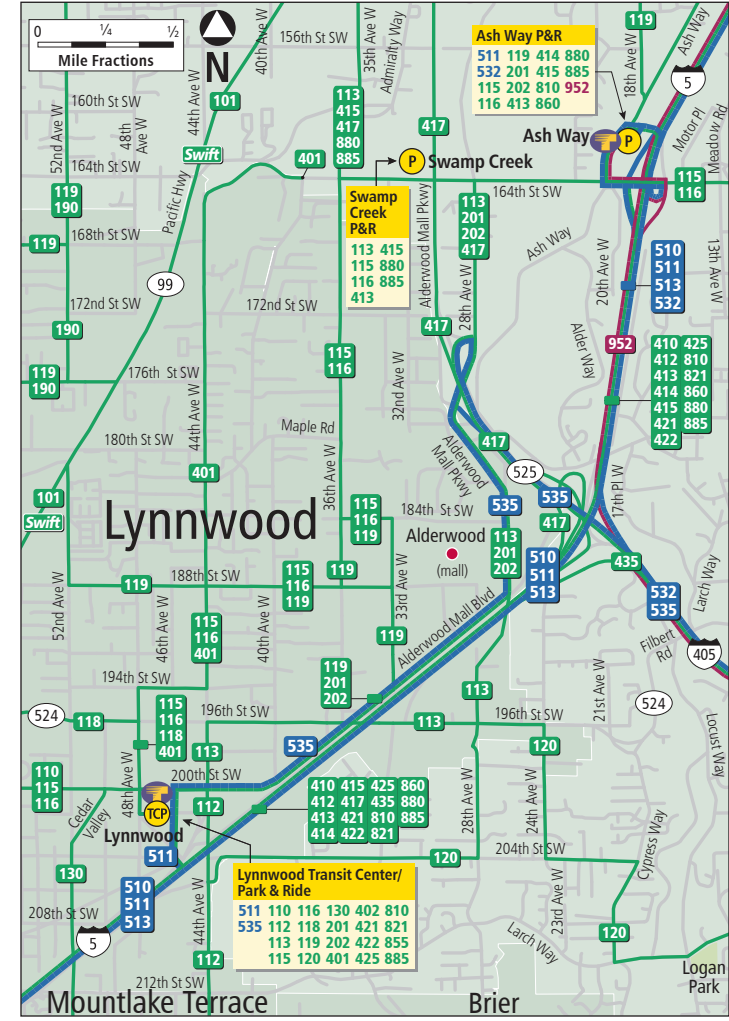 0 ¼ ½
Mile Fractions
N
40th Ave W
156th St SW
35th Ave W
Admiralty Way
119
Ash Way
18th Ave W
5
Ash Way P&R
511 119 414 880
532 201 415 885
115 202 810 952
116 413 860
160th St SW
52nd Ave W
48th
Ave W
44th Ave W
101
113
415
417
880
885
417
Motor Pl
Meadow Rd
Ash Way
P
Swift
164th St SW
401
P
Swamp Creek
119
190
164th St SW
115
116
Swamp
Creek
P&R
113 415
115 880
116 885
413
113
201
202
417
Pacific Hwy
119
168th St SW
Alderwood Mall Pkwy
28th Ave W
Ash Way
20th Ave W
510
511
513
532
13th Ave W
99
172nd St SW
172nd St SW
190
417
Alder Way
952
410 425
412 810
413 821
414 860
415 880
421 885
422
115
116
32nd Ave W
119
190
176th St SW
44th Ave W
Maple Rd
180th St SW
417
Alderwood
Mall Pkwy
525
401
36th Ave W
17th Pl W
101
Swift
535
535
Lynnwood
115
116
119
184th St SW
417
Alderwood
(mall)
113
201
202
510
511
513
435
119
188th St SW
115
116
119
119
33rd Ave W
532
535
Larch Way
52nd Ave W
46th Ave W
40th Ave W
115
116
401
119
Alderwood Mall Blvd
Filbert
Rd
405
194th St SW
119
201
202
113
21st Ave W
524
524
118
115
116
118
401
196th St SW
113
113
196th St SW
120
Locust Way
535
110
115
116
48th Ave W
200th St SW
TCP
112
410 415 425 860
412 417 435 880
413 421 810 885
414 422 821
28th Ave W
24th Ave W
Cedar
Valley
Lynnwood
511
204th St SW
120
Cypress Way
130
510
511
513
Lynnwood Transit Center/
Park & Ride
511 110 116 130 402 810
535 112 118 201 421 821
113 119 202 422 855
115 120 401 425 885
208th St SW
44th Ave W
23rd Ave W
5
112
Larch Way
120
Logan
Park
212th St SW
Mountlake Terrace
Brier